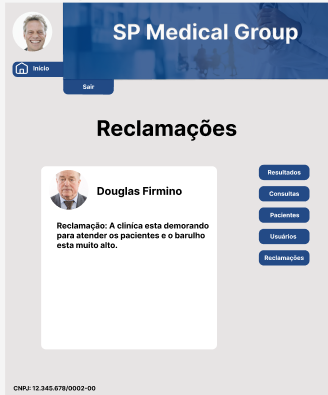 SP Medical Group
Início
Sair
Reclamações
Douglas Firmino
Reclamação: A cliníca esta demorando
para atender os pacientes e o barulho
esta muito alto.
Resultados
Consultas
Pacientes
Usuários
Reclamações
CNPJ: 12.345.678/0002-00